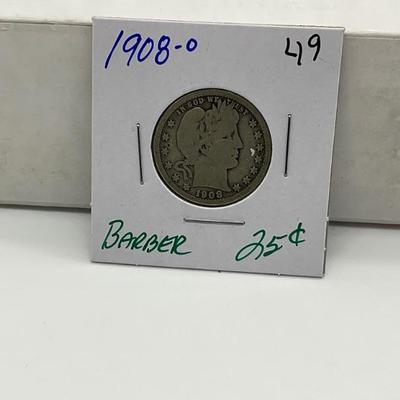 1908-o 49
IN GOD WE TRUST
1908
BARBER 25¢